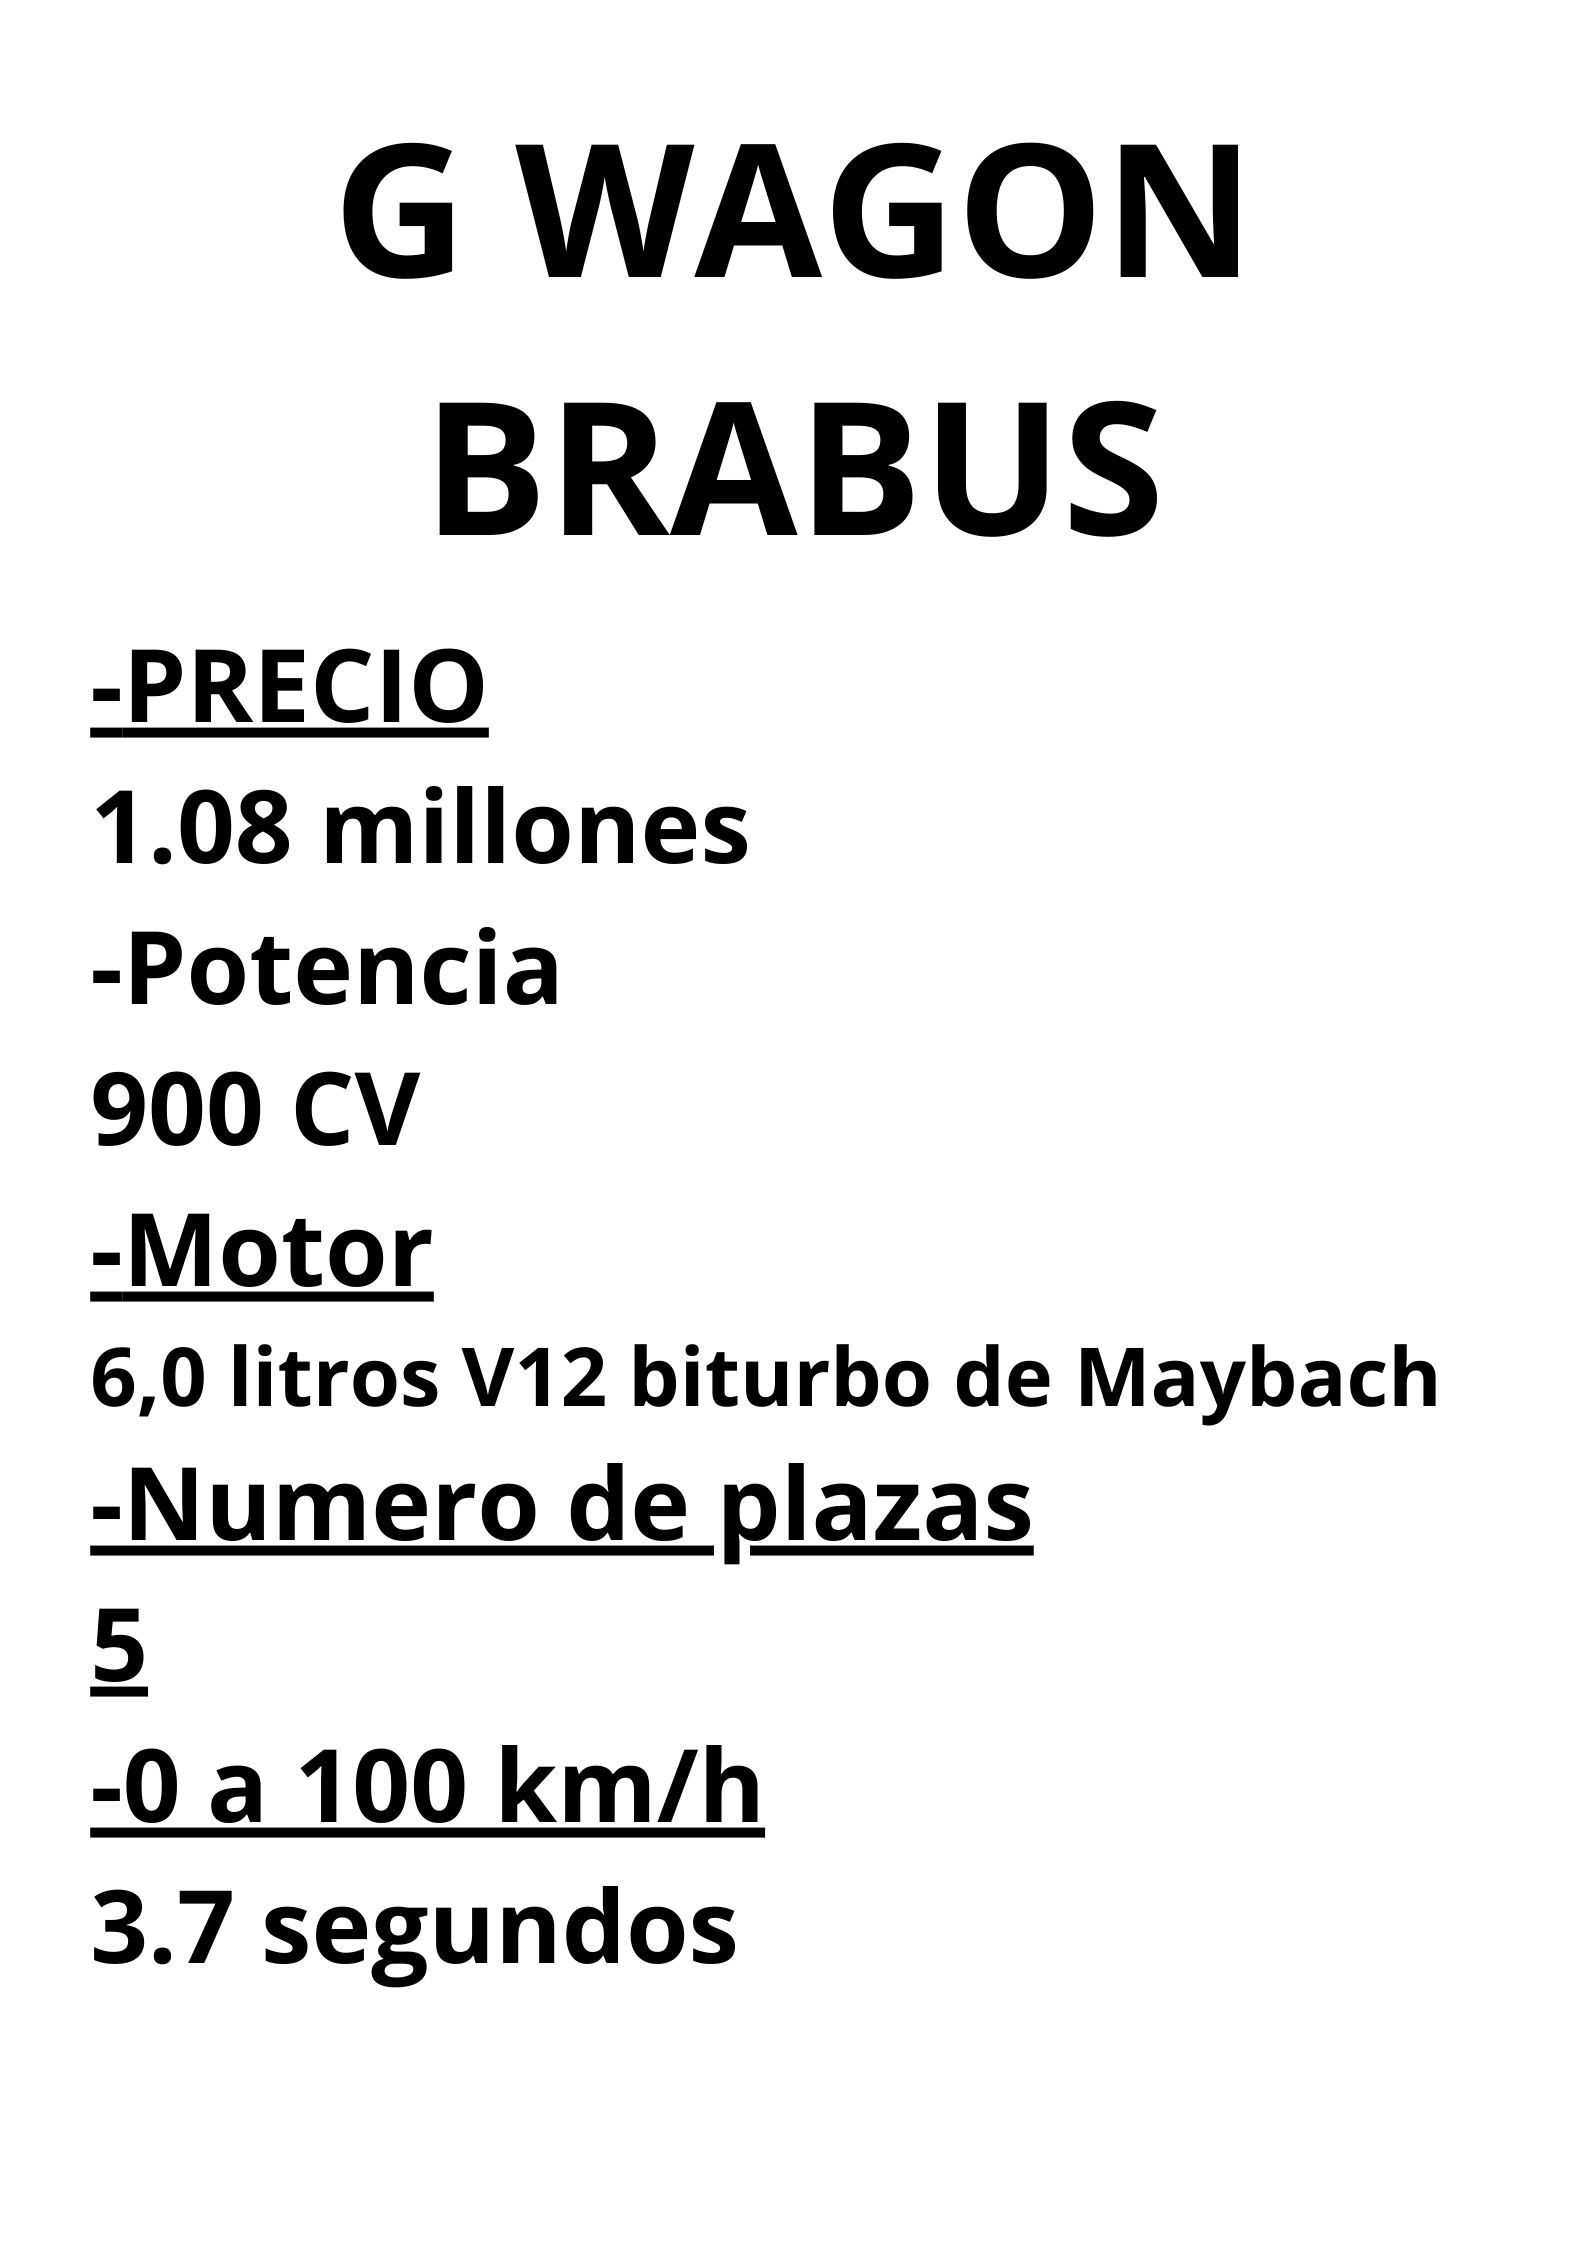 G WAGON
BRABUS
-PRECIO
1.08 millones
-Potencia
900 CV
-Motor
6,0 litros V12 biturbo de Maybach
-Numero de plazas
5
-0 a 100 km/h
3.7 segundos